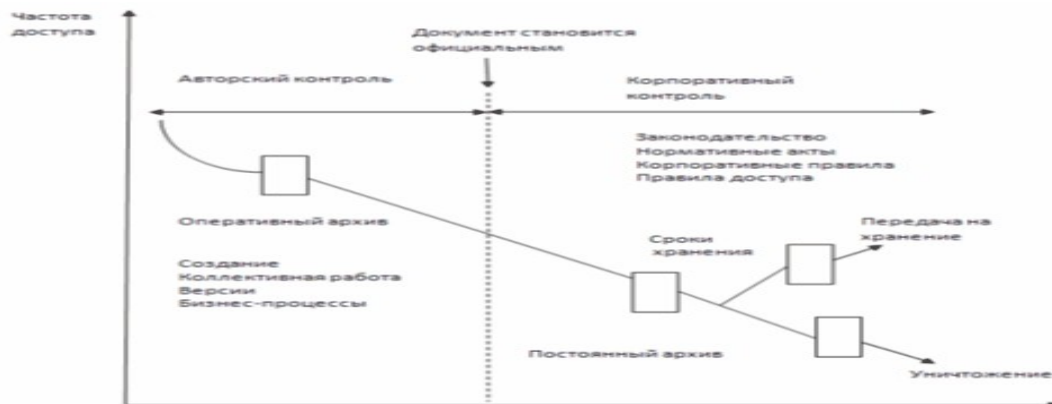 Частота
доступа
Документ становится
официальным
Авторский контроль
Корпоративный
контроль
Законодательство
Нормативные акты
Корпоративные правила
Правила доступа
Оперативный архив
Создание
Коллективная работа
Версии
Бизнес-процессы
Сроки
хранения
Передача на
хранение
Постоянный архив
Уничтожение